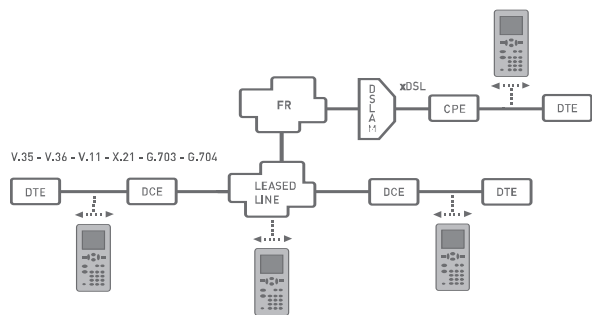 xDSL
DSLAM
FR
CPE
DTE
V.35 - V.36 - V.11 - X.21 - G.703 - G.704
DTE
DCE
LEASED
LINE
DCE
DTE